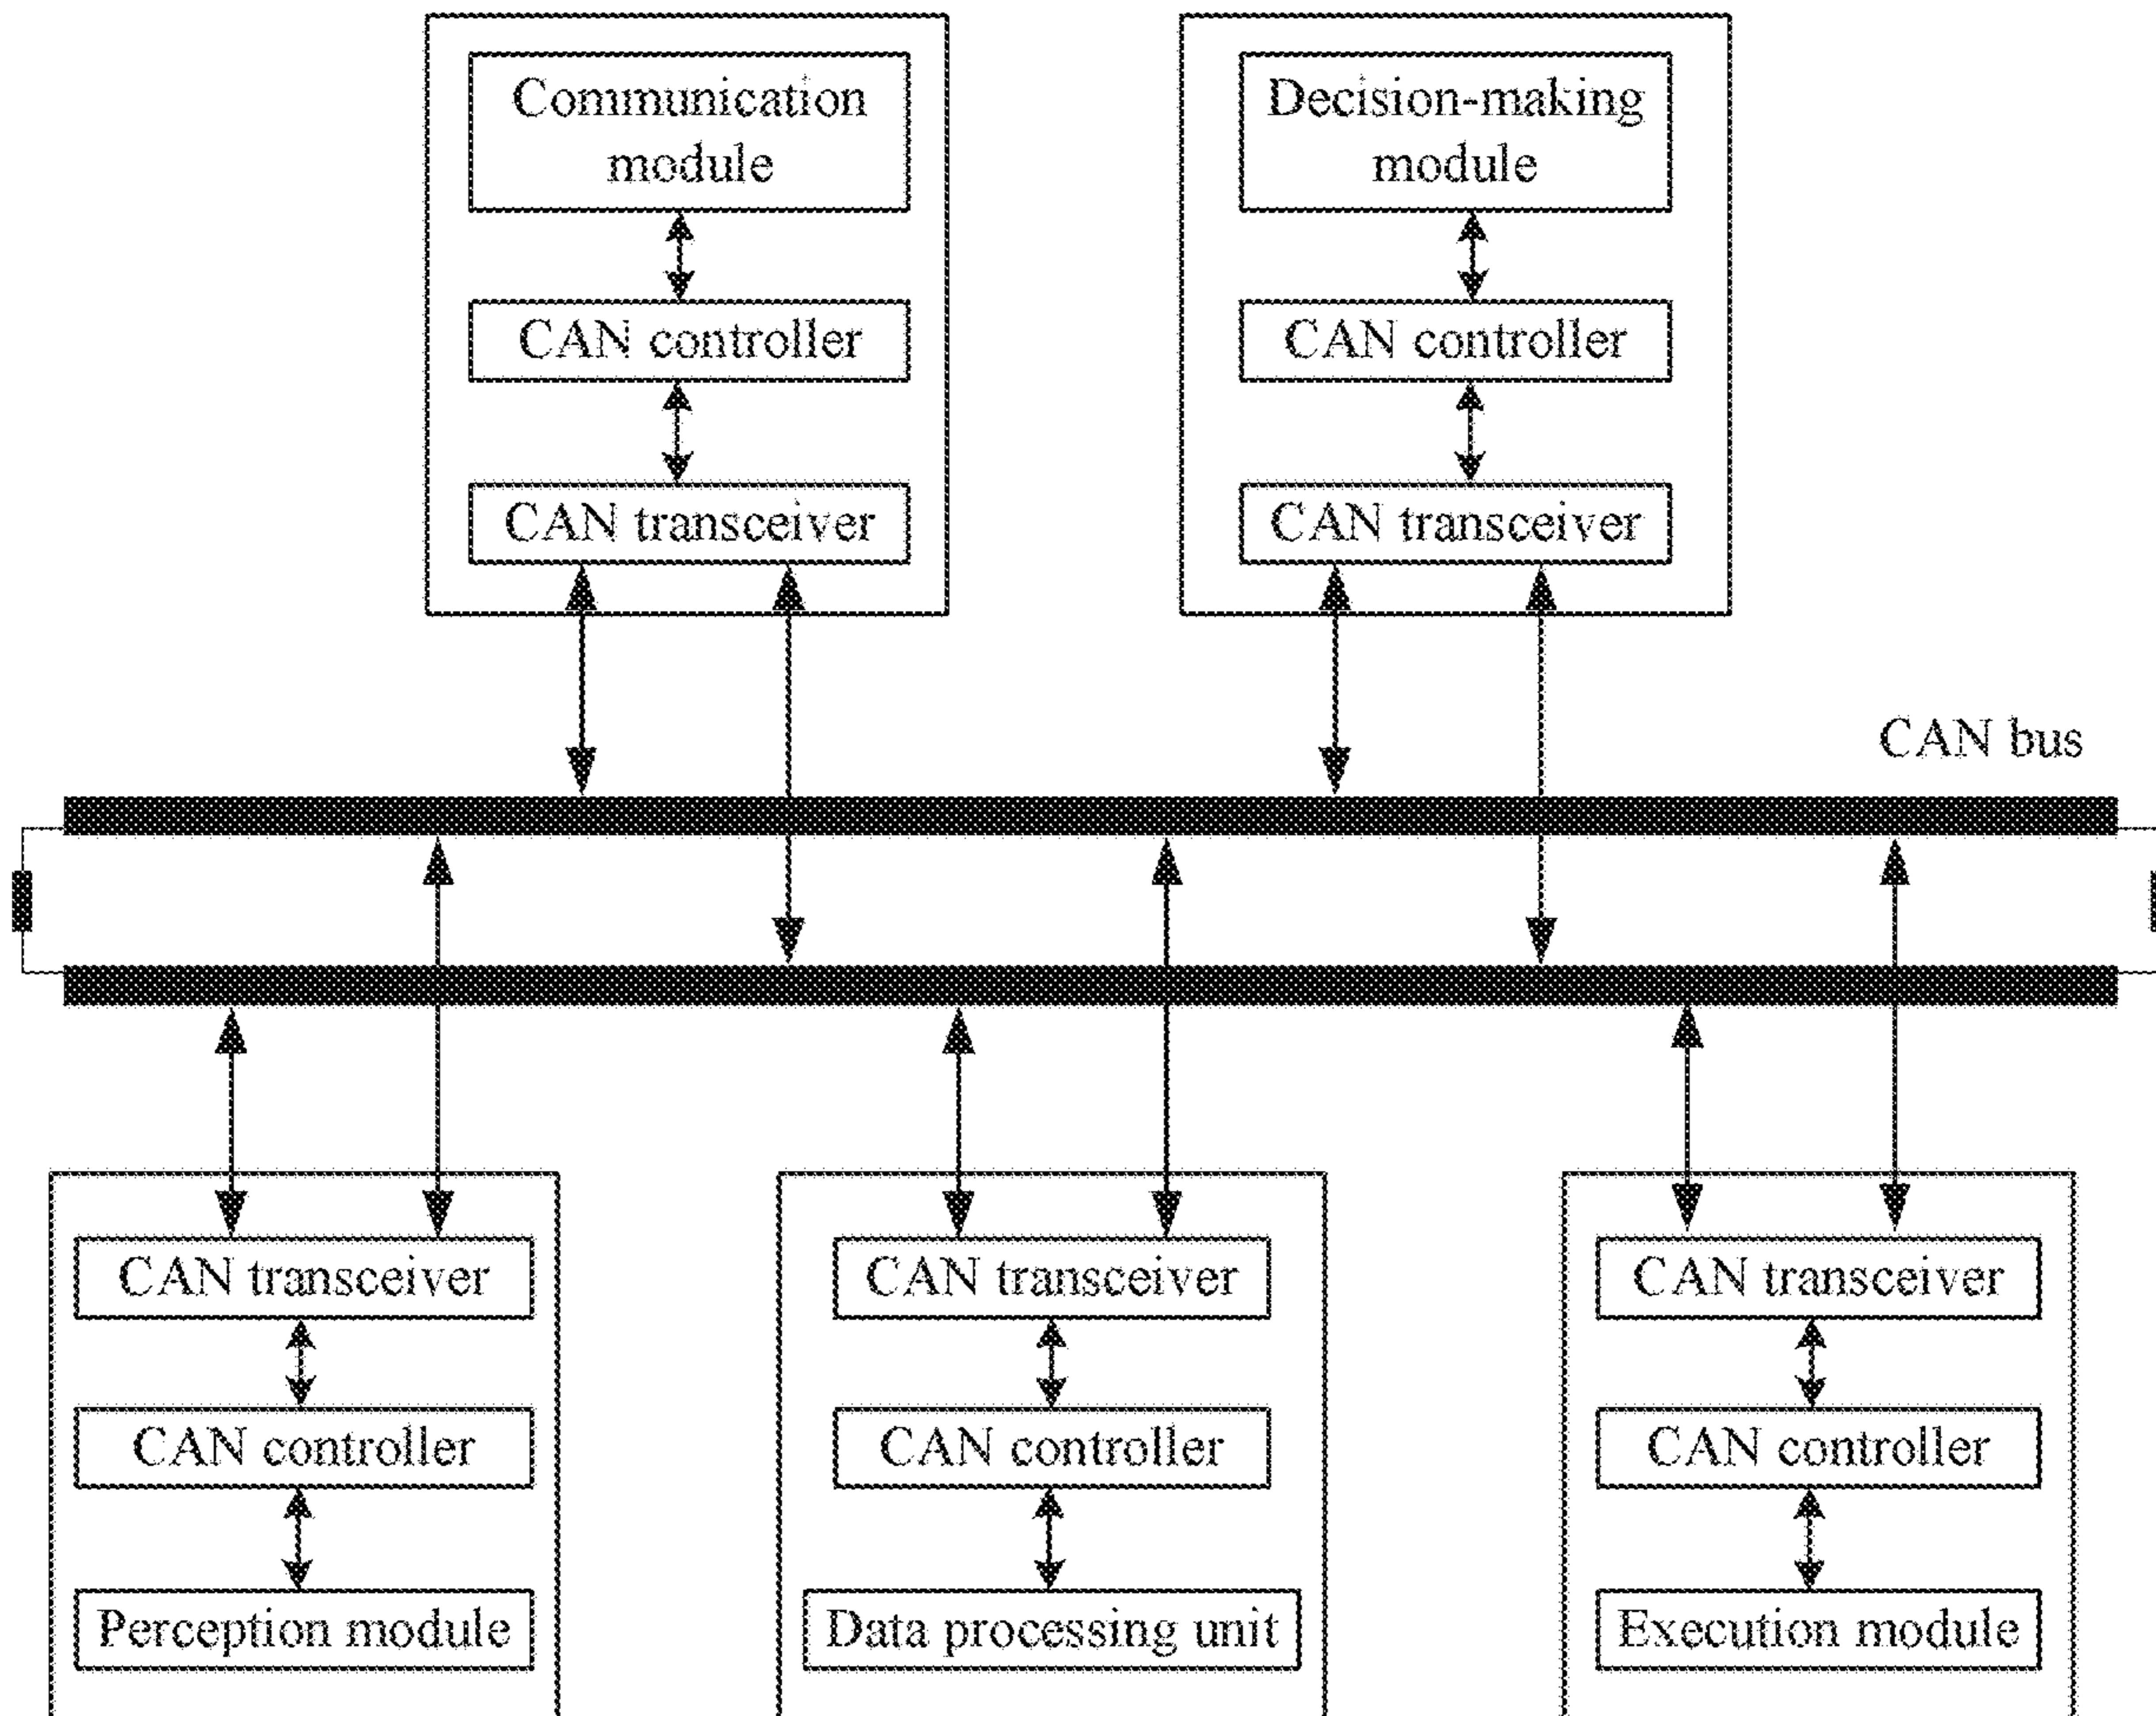 Communication
module
Decision-making
module
CAN controller
CAN controller
CAN transceiver
CAN transceiver
CAN bus
CAN transceiver
CAN transceiver
CAN transceiver
CAN controller
CAN controller
CAN controller
Perception module
Data processing unit
Execution module